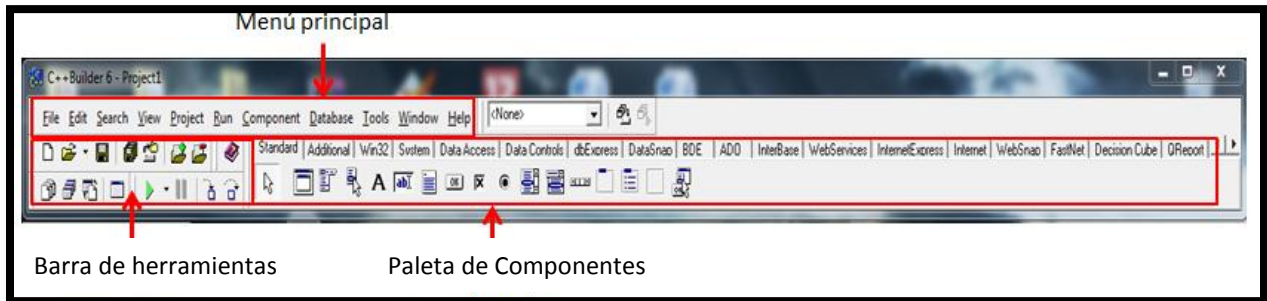 Menú principal
C++Builder 6 - Project1
File Edit Search View Project Run Component Database Tools Window Help <None>
Standard Additional Win32 System Data Access Data Controls dbExpress DataSnap BDE ADO InterBase WebServices InternetExpress Internet WebSnap FastNet Decision Cube QReport
A ab OK
Barra de herramientas Paleta de Componentes